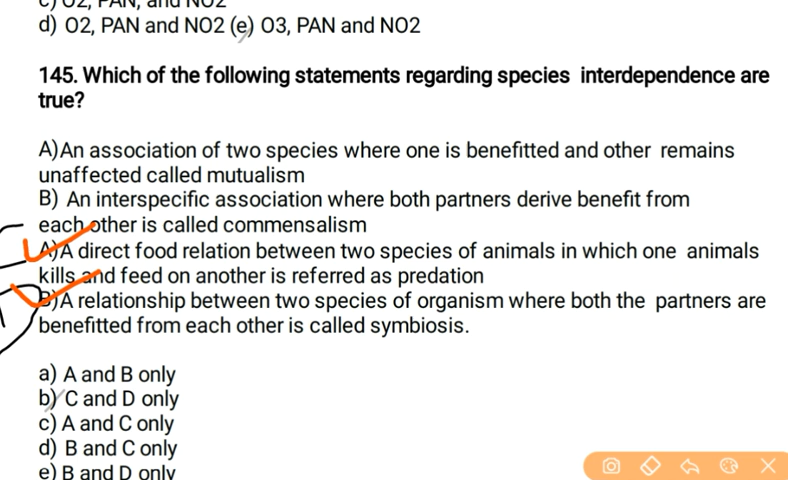 c) O2, PAN, and NO2
d) O2, PAN and NO2 (e) O3, PAN and NO2
145. Which of the following statements regarding species interdependence are
true?
A)An association of two species where one is benefitted and other remains
unaffected called mutualism
B) An interspecific association where both partners derive benefit from
each other is called commensalism
A)A direct food relation between two species of animals in which one animals
kills and feed on another is referred as predation
B)A relationship between two species of organism where both the partners are
benefitted from each other is called symbiosis.
a) A and B only
b) C and D only
c) A and C only
d) B and C only
e) B and D only